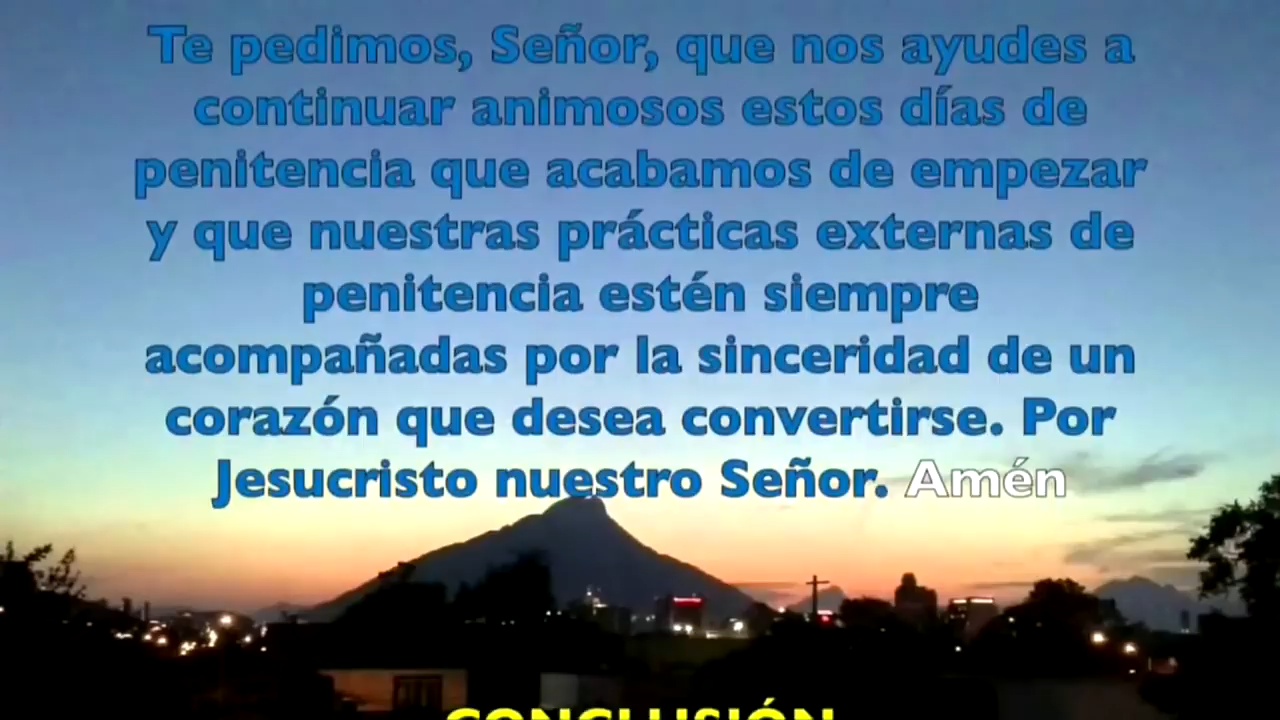 Te pedimos, Señor, que nos ayudes a
continuar animosos estos días de
penitencia que acabamos de empezar
y que nuestras prácticas externas de
penitencia estén siempre
acompañadas por la sinceridad de un
corazón que desea convertirse. Por
Jesucristo nuestro Señor. Amén
CONCLUSIÓN